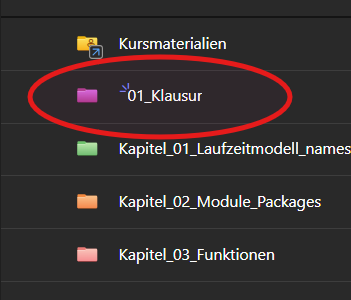 Kursmaterialien
01_Klausur
Kapitel_01_Laufzeitmodell_names
Kapitel_02_Module_Packages
Kapitel_03_Funktionen